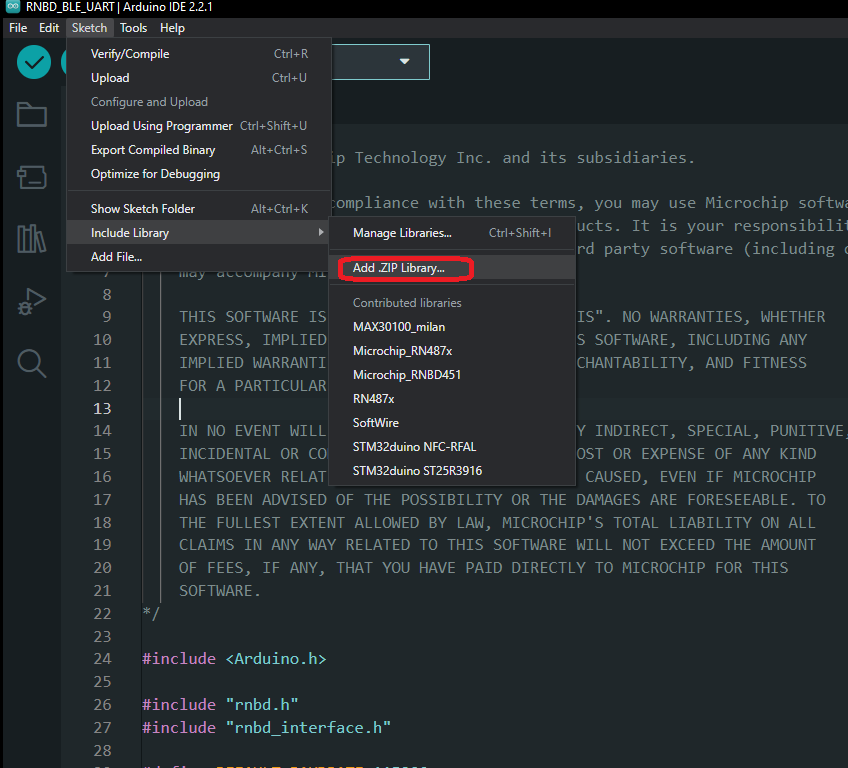 RNBD_BLE_UART | Arduino IDE 2.2.1
File Edit Sketch Tools Help
Verify/Compile Ctrl+R
Upload Ctrl+U
Configure and Upload
Upload Using Programmer Ctrl+Shift+U
Export Compiled Binary Alt+Ctrl+S
Optimize for Debugging
Show Sketch Folder Alt+Ctrl+K
Include Library
Add File...
Manage Libraries... Ctrl+Shift+I
Add .ZIP Library...
Contributed libraries
MAX30100_milan
Microchip_RN487x
Microchip_RNBD451
RN487x
SoftWire
STM32duino NFC-RFAL
STM32duino ST25R3916
ip Technology Inc. and its subsidiaries.
compliance with these terms, you may use Microchip softwa
ucts. It is your responsibilit
rd party software (including
may accompany Mi
8
9 THIS SOFTWARE IS IS". NO WARRANTIES, WHETHER
10 EXPRESS, IMPLIED S SOFTWARE, INCLUDING ANY
11 IMPLIED WARRANTI CHANTABILITY, AND FITNESS
12 FOR A PARTICULAR
13
14 IN NO EVENT WILL Y INDIRECT, SPECIAL, PUNITIVE,
15 INCIDENTAL OR CO OST OR EXPENSE OF ANY KIND
16 WHATSOEVER RELAT CAUSED, EVEN IF MICROCHIP
17 HAS BEEN ADVISED OF THE POSSIBILITY OR THE DAMAGES ARE FORESEEABLE. TO
18 THE FULLEST EXTENT ALLOWED BY LAW, MICROCHIP'S TOTAL LIABILITY ON ALL
19 CLAIMS IN ANY WAY RELATED TO THIS SOFTWARE WILL NOT EXCEED THE AMOUNT
20 OF FEES, IF ANY, THAT YOU HAVE PAID DIRECTLY TO MICROCHIP FOR THIS
21 SOFTWARE.
22 */
23
24 #include <Arduino.h>
25
26 #include "rnbd.h"
27 #include "rnbd_interface.h"
28